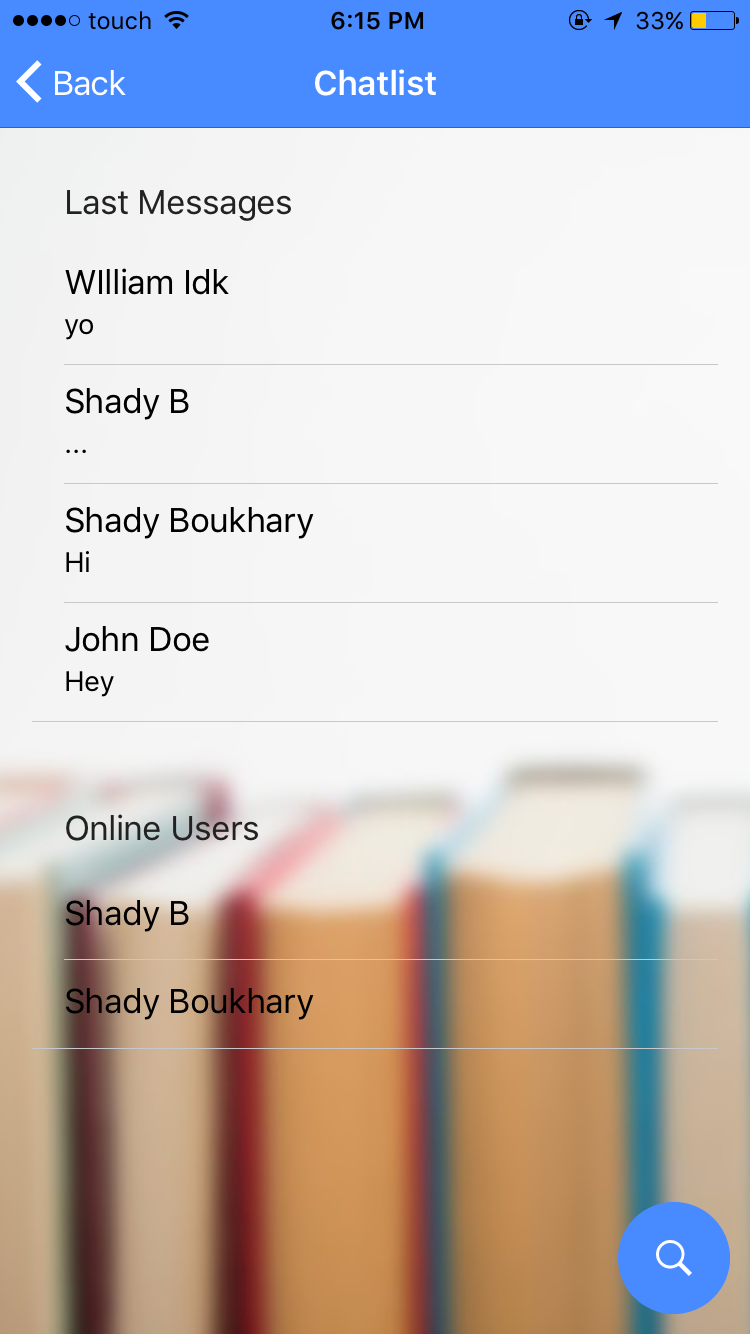 touch 6:15 PM 33%
Back Chatlist
Last Messages
WIlliam Idk
yo
Shady B
...
Shady Boukhary
Hi
John Doe
Hey
Online Users
Shady B
Shady Boukhary